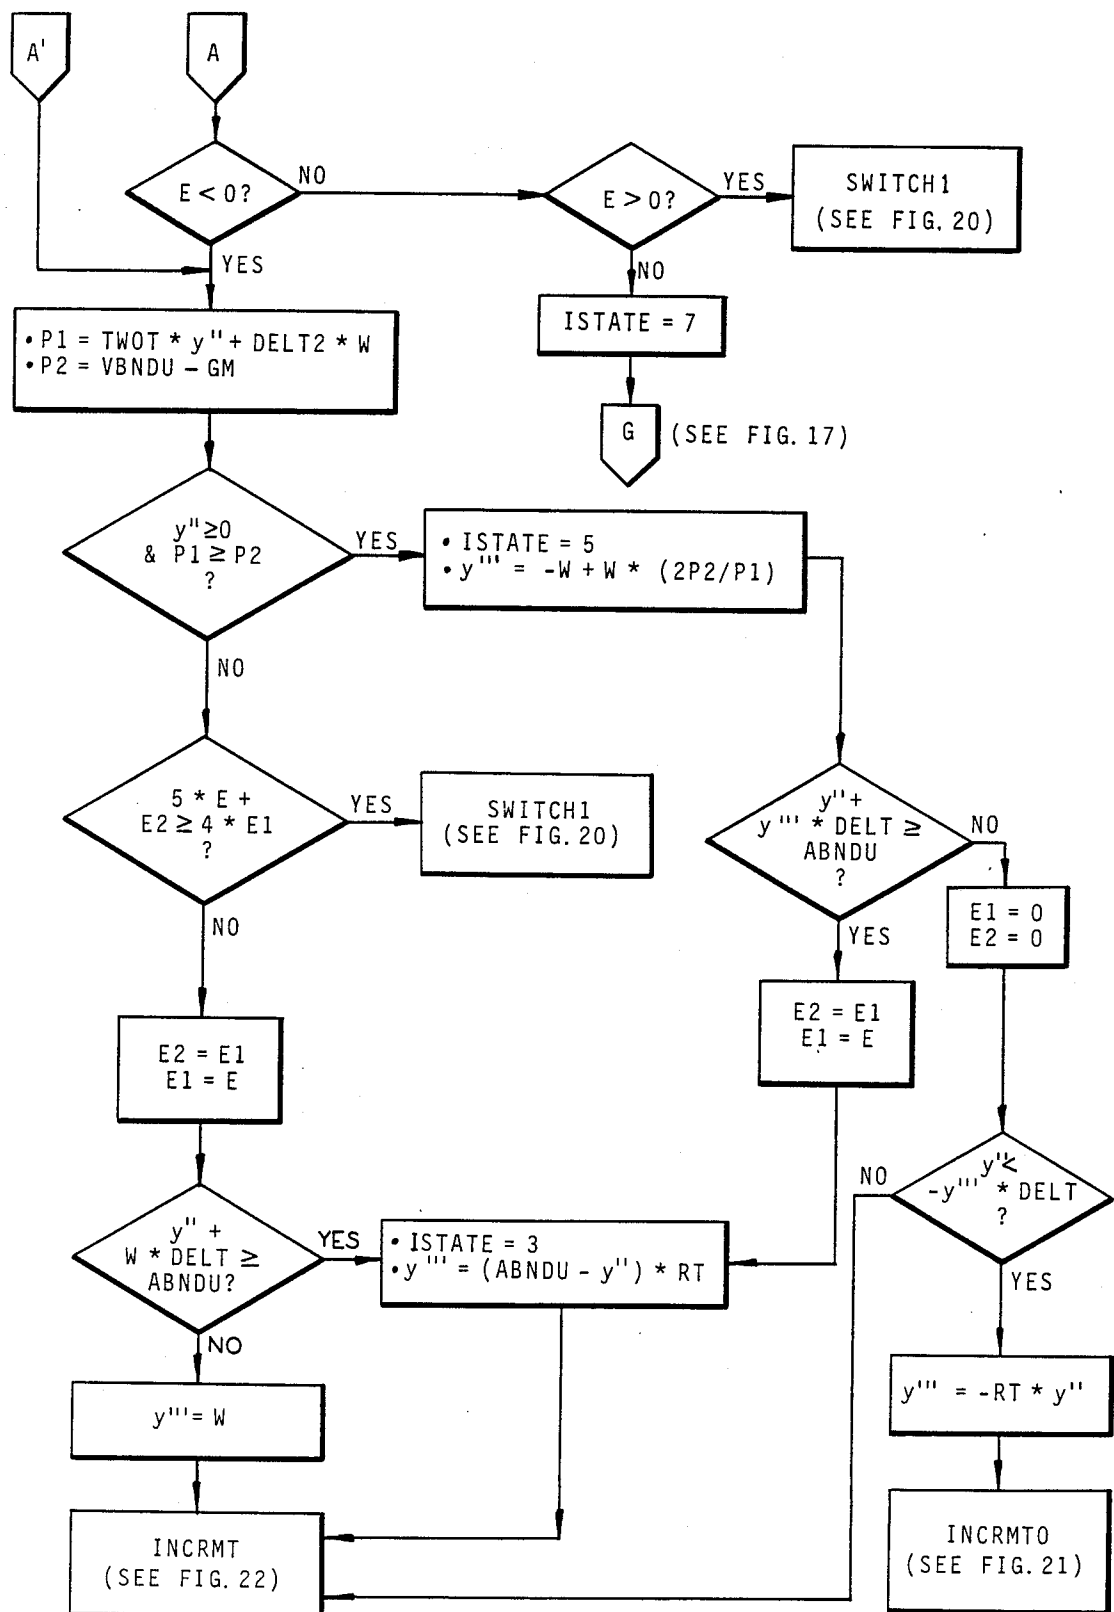 A'
A
E < 0?
NO
E > 0?
YES
SWITCH1
(SEE FIG. 20)
YES
NO
• P1 = TWOT * y'' + DELT2 * W
• P2 = VBNDU - GM
ISTATE = 7
G
(SEE FIG. 17)
y'' ≥ 0
& P1 ≥ P2
?
YES
• ISTATE = 5
• y''' = -W + W * (2P2/P1)
NO
5 * E +
E2 ≥ 4 * E1
?
YES
SWITCH1
(SEE FIG. 20)
y'' +
y''' * DELT ≥
ABNDU
?
NO
E1 = 0
E2 = 0
NO
YES
E2 = E1
E1 = E
E2 = E1
E1 = E
y'' <
-y''' * DELT
?
NO
YES
y'' +
W * DELT ≥
ABNDU?
YES
• ISTATE = 3
• y''' = (ABNDU - y'') * RT
NO
y''' = W
y''' = -RT * y''
INCRMT
(SEE FIG. 22)
INCRMTO
(SEE FIG. 21)